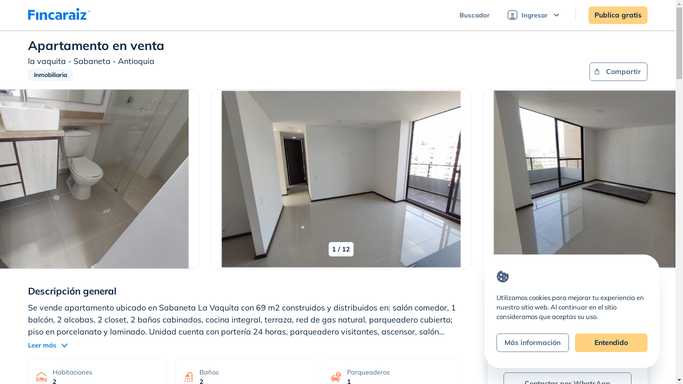 Fincaraiz
Buscador
Ingresar
Publica gratis
Apartamento en venta
la vaquita - Sabaneta - Antioquia
Inmobiliaria
Compartir
1 / 12
Descripción general
Se vende apartamento ubicado en Sabaneta La Vaquita con 69 m2 construidos y distribuidos en: salón comedor, 1
balcón, 2 alcobas, 2 closet, 2 baños cabinados, cocina integral, terraza, red de gas natural, parqueadero cubierto;
piso en porcelanato y laminado. Unidad cuenta con portería 24 horas, parqueadero visitantes, ascensor, salón...
Leer más
Habitaciones
2
Baños
2
Parqueaderos
1
Utilizamos cookies para mejorar tu experiencia en
nuestro sitio web. Al continuar en el sitio
consideramos que aceptas su uso.
Más información
Entendido
Contactar por WhatsApp